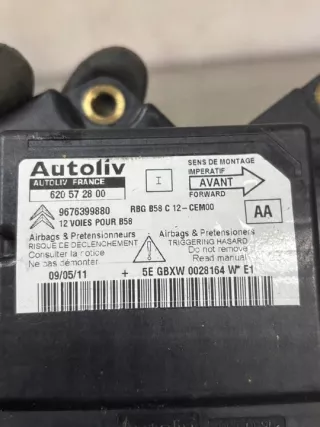 Autoliv
AUTOLIV FRANCE
620 57 28 00
I
SENS DE MONTAGE
IMPERATIF
AVANT
FORWARD
9676399880
RBG B58 C 12-CEM00
12 VOIES POUR B58
AA
Airbags & Pretensionneurs
RISQUE DE DECLENCHEMENT
Consulter la notice
Ne pas démonter
Airbags & Pretensioners
TRIGGERING HASARD
Do not remove
Read manual
09/05/11 + 5E GBXW 0028164 W* E1